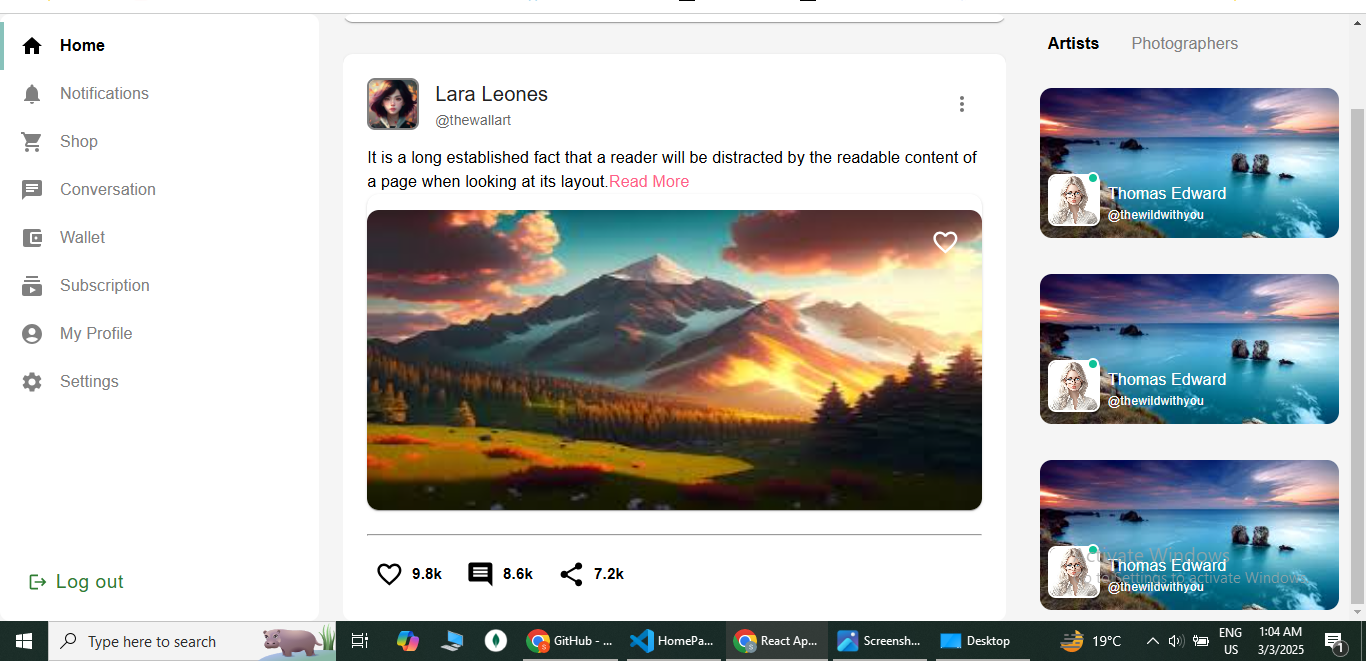 Home
Notifications
Shop
Conversation
Wallet
Subscription
My Profile
Settings
Log out
Lara Leones
@thewallart
It is a long established fact that a reader will be distracted by the readable content of
a page when looking at its layout.Read More
9.8k 8.6k 7.2k
Artists Photographers
Thomas Edward
@thewildwithyou
Thomas Edward
@thewildwithyou
Activate Windows
Thomas Edward
Go to Settings to activate Windows.
@thewildwithyou
Type here to search
GitHub - ...
HomePa...
React Ap...
Screensh...
Desktop
19°C
ENG
US
1:04 AM
3/3/2025
1